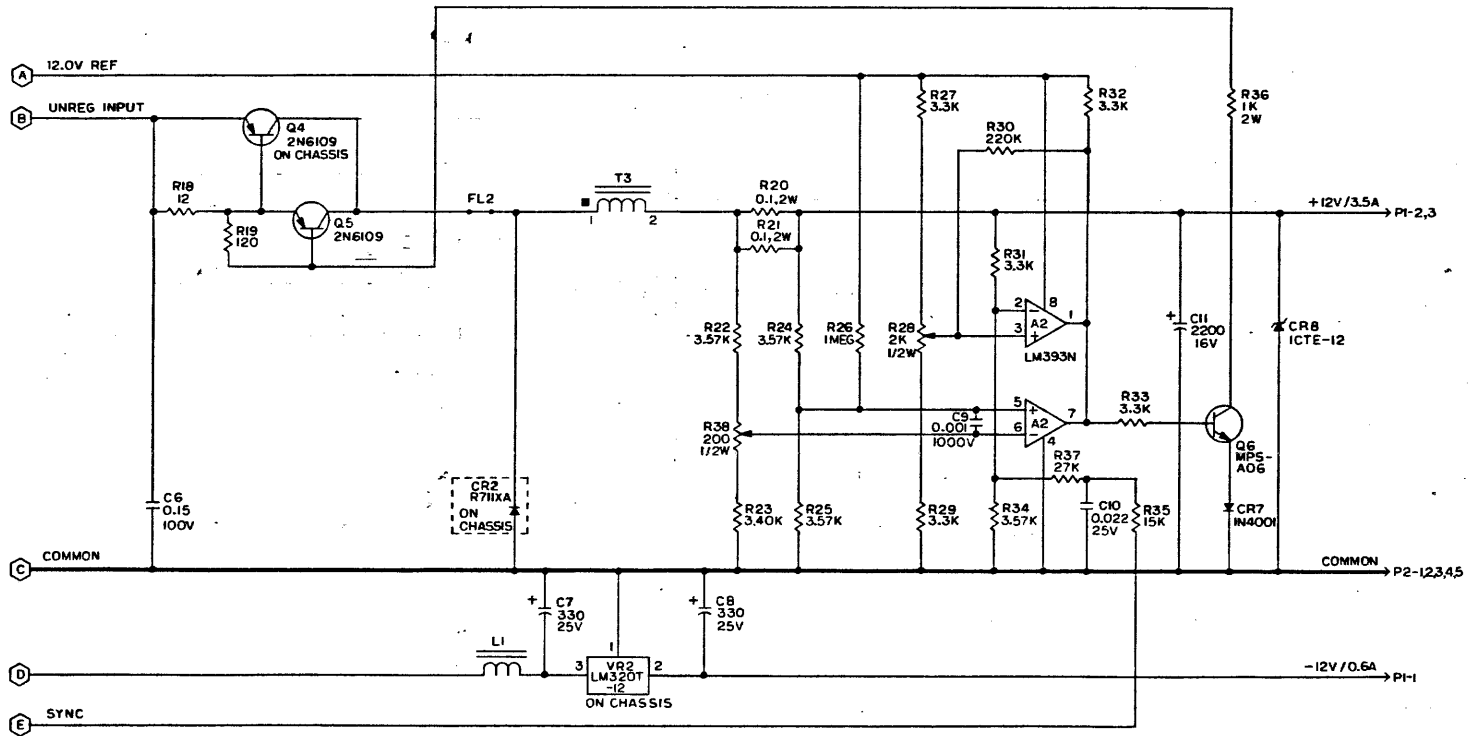 A 12.0V REF
B UNREG INPUT
Q4
2N6109
ON CHASSIS
R18
12
R19
120
Q5
2N6109
FL2
T3
1 2
R20
0.1,2W
R21
0.1,2W
R27
3.3K
R30
220K
R32
3.3K
R36
1K
2W
+12V/3.5A
P1-2,3
R31
3.3K
R22
3.57K
R24
3.57K
R26
1MEG
R28
2K
1/2W
2 8
3 A2 1
LM393N
C11
2200
16V
CR8
ICTE-12
R38
200
1/2W
C9
0.001
1000V
5
6 A2 7
4
R33
3.3K
Q6
MPS-
A06
R37
27K
C6
0.15
100V
CR2
R711XA
ON
CHASSIS
R23
3.40K
R25
3.57K
R29
3.3K
R34
3.57K
C10
0.022
25V
R35
15K
CR7
1N4001
C COMMON
COMMON
P2-1,2,3,4,5
C7
330
25V
C8
330
25V
L1
1
3 VR2 2
LM320T
-12
ON CHASSIS
D
-12V/0.6A
P1-1
E SYNC